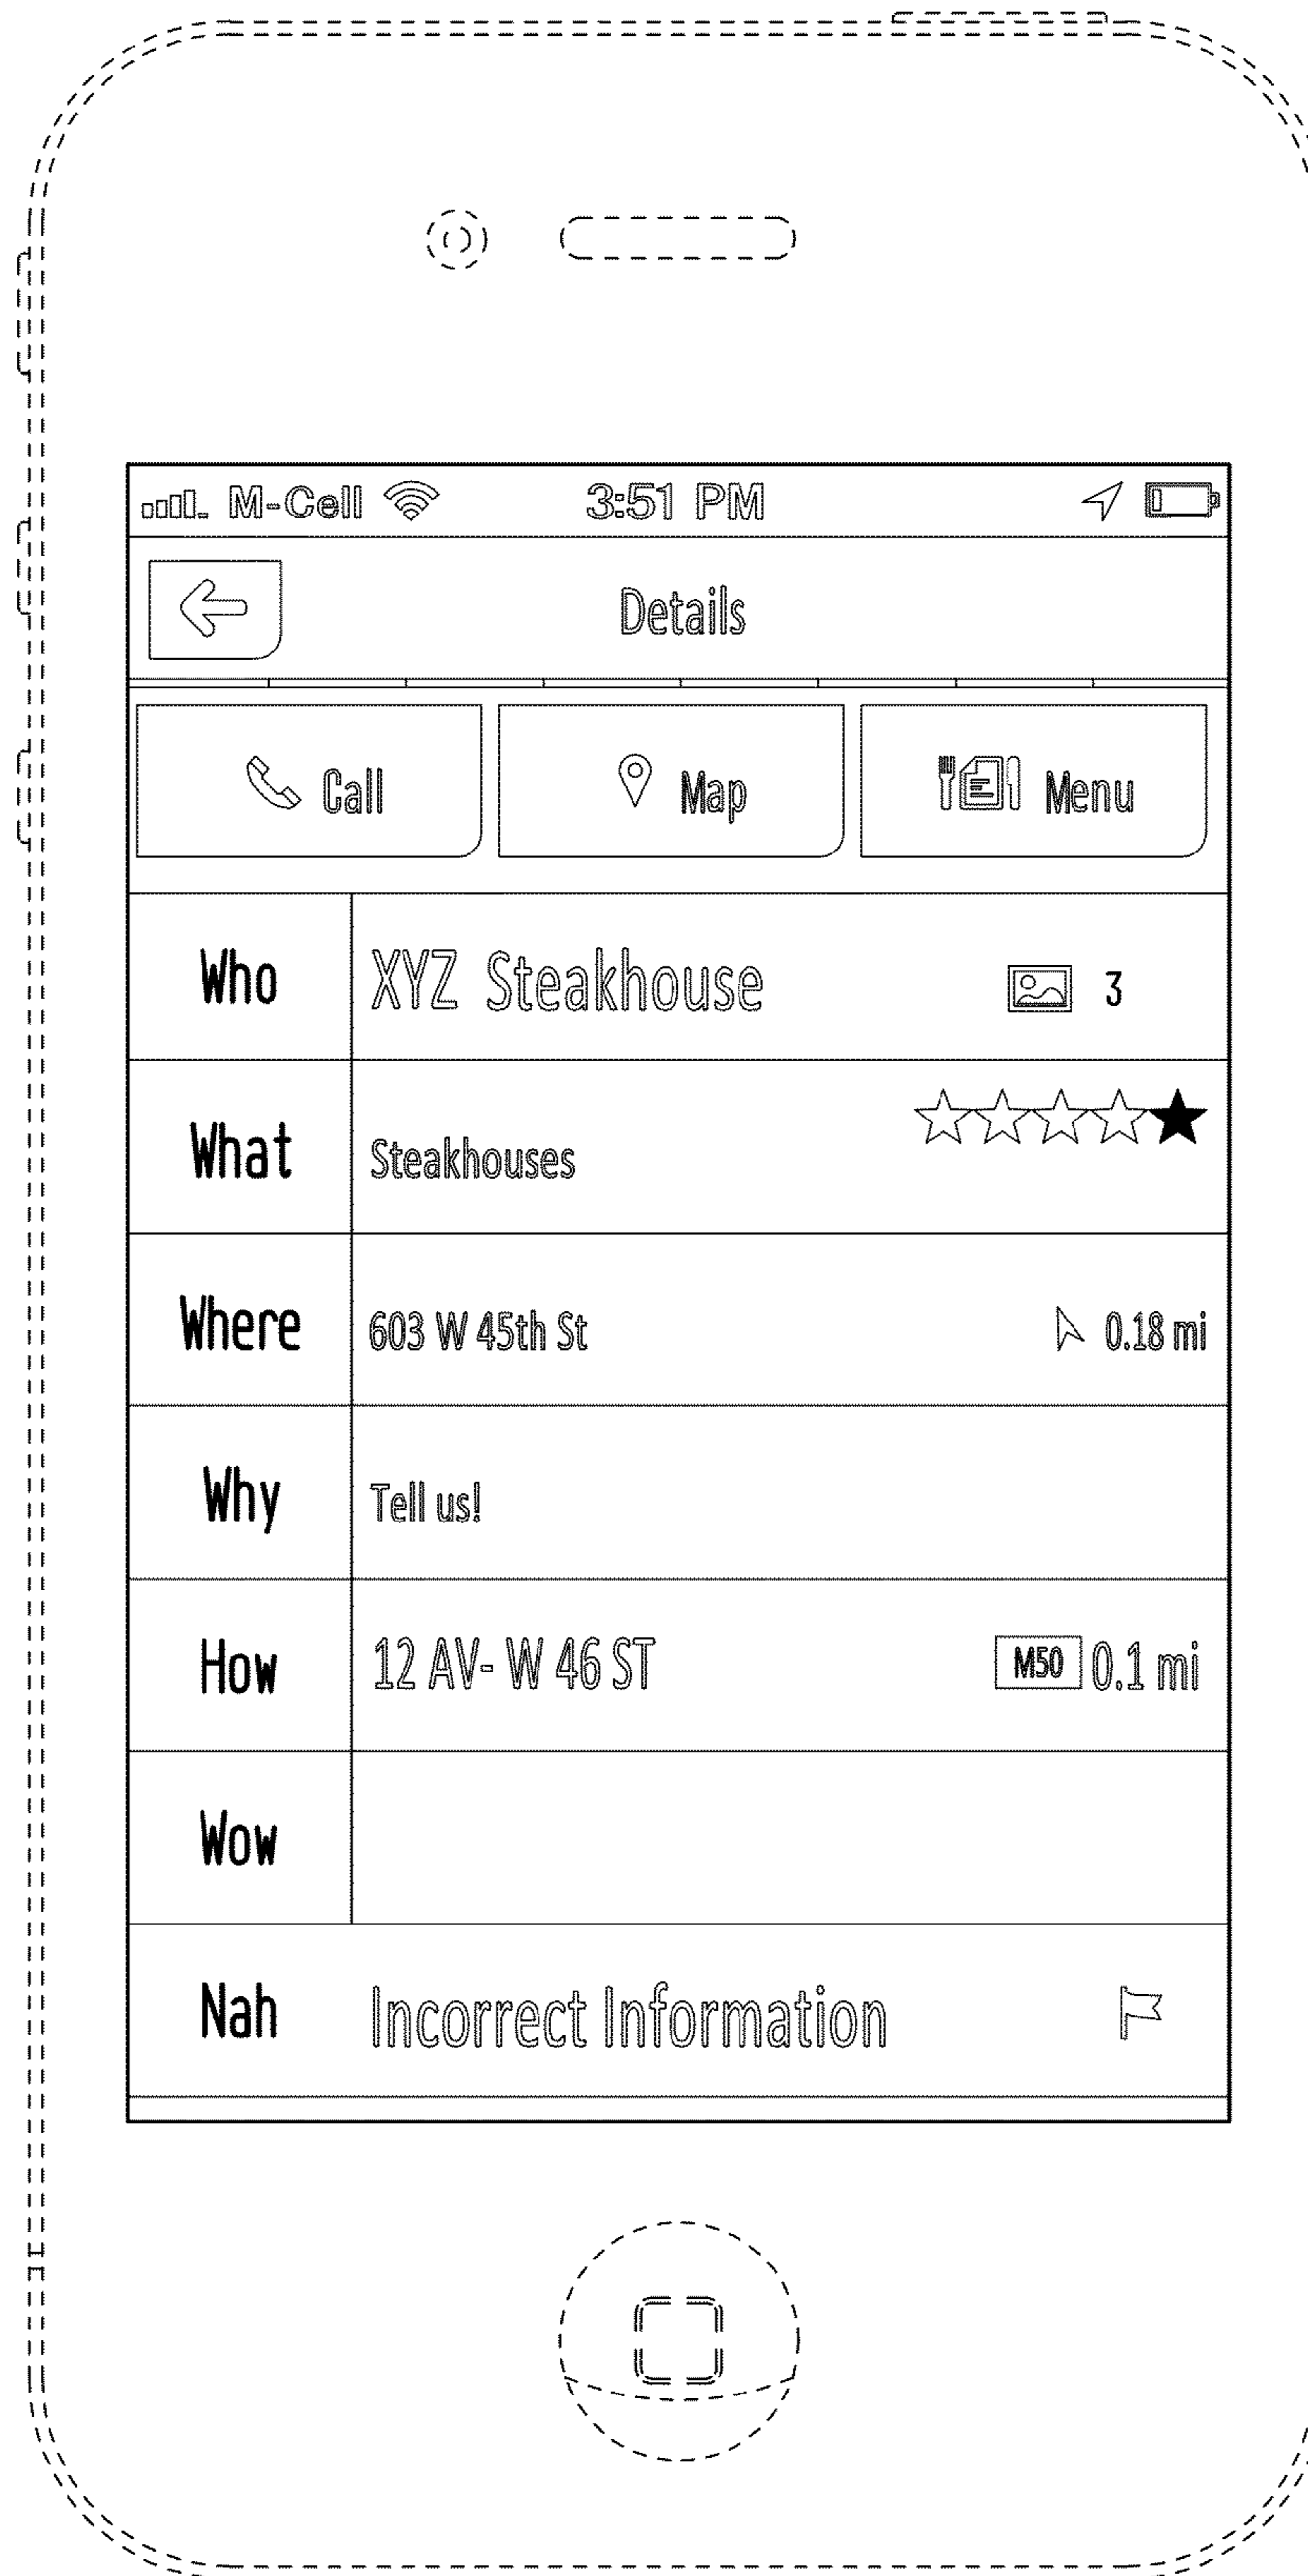 M-Cell 3:51 PM
Details
Call Map Menu
Who XYZ Steakhouse 3
What Steakhouses
Where 603 W 45th St 0.18 mi
Why Tell us!
How 12 AV- W 46 ST M50 0.1 mi
Wow
Nah Incorrect Information